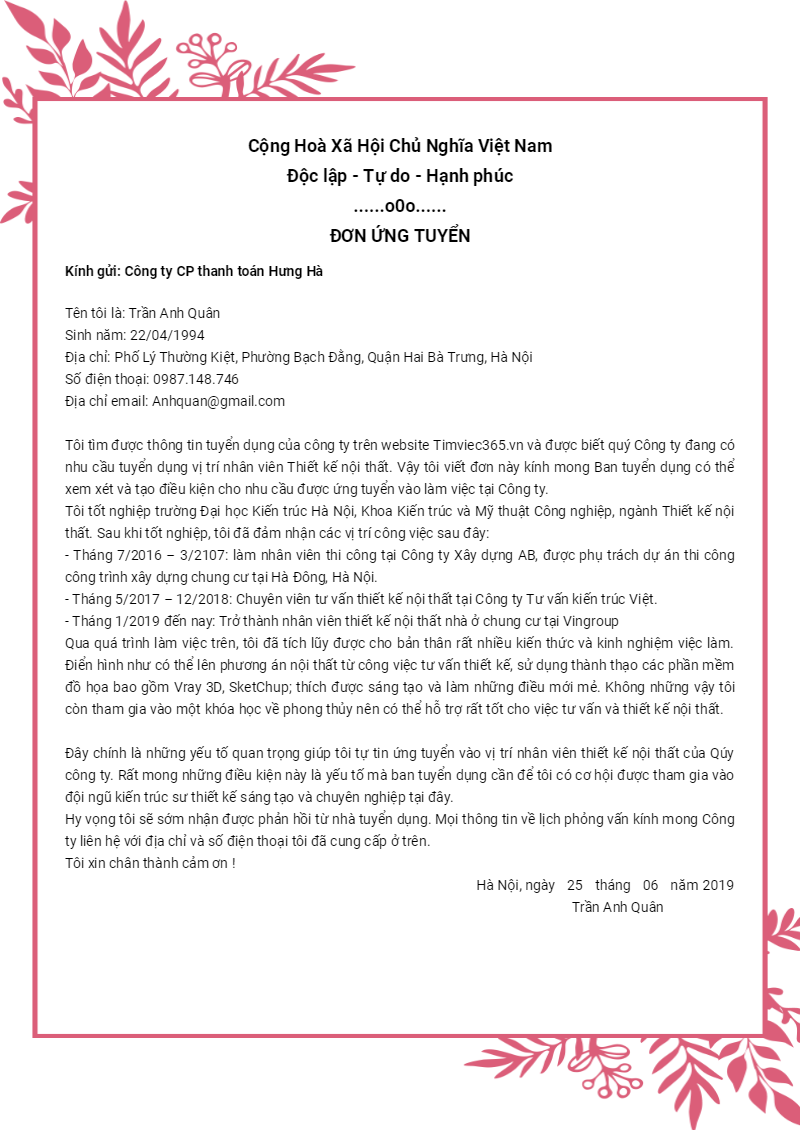 Cộng Hoà Xã Hội Chủ Nghĩa Việt Nam
Độc lập - Tự do - Hạnh phúc
......o0o......
ĐƠN ỨNG TUYỂN
Kính gửi: Công ty CP thanh toán Hưng Hà
Tên tôi là: Trần Anh Quân
Sinh năm: 22/04/1994
Địa chỉ: Phố Lý Thường Kiệt, Phường Bạch Đằng, Quận Hai Bà Trưng, Hà Nội
Số điện thoại: 0987.148.746
Địa chỉ email: Anhquan@gmail.com
Tôi tìm được thông tin tuyển dụng của công ty trên website Timviec365.vn và được biết quý Công ty đang có
nhu cầu tuyển dụng vị trí nhân viên Thiết kế nội thất. Vậy tôi viết đơn này kính mong Ban tuyển dụng có thể
xem xét và tạo điều kiện cho nhu cầu được ứng tuyển vào làm việc tại Công ty.
Tôi tốt nghiệp trường Đại học Kiến trúc Hà Nội, Khoa Kiến trúc và Mỹ thuật Công nghiệp, ngành Thiết kế nội
thất. Sau khi tốt nghiệp, tôi đã đảm nhận các vị trí công việc sau đây:
- Tháng 7/2016 – 3/2107: làm nhân viên thi công tại Công ty Xây dựng AB, được phụ trách dự án thi công
công trình xây dựng chung cư tại Hà Đông, Hà Nội.
- Tháng 5/2017 – 12/2018: Chuyên viên tư vấn thiết kế nội thất tại Công ty Tư vấn kiến trúc Việt.
- Tháng 1/2019 đến nay: Trở thành nhân viên thiết kế nội thất nhà ở chung cư tại Vingroup
Qua quá trình làm việc trên, tôi đã tích lũy được cho bản thân rất nhiều kiến thức và kinh nghiệm việc làm.
Điển hình như có thể lên phương án nội thất từ công việc tư vấn thiết kế, sử dụng thành thạo các phần mềm
đồ họa bao gồm Vray 3D, SketChup; thích được sáng tạo và làm những điều mới mẻ. Không những vậy tôi
còn tham gia vào một khóa học về phong thủy nên có thể hỗ trợ rất tốt cho việc tư vấn và thiết kế nội thất.
Đây chính là những yếu tố quan trọng giúp tôi tự tin ứng tuyển vào vị trí nhân viên thiết kế nội thất của Qúy
công ty. Rất mong những điều kiện này là yếu tố mà ban tuyển dụng cần để tôi có cơ hội được tham gia vào
đội ngũ kiến trúc sư thiết kế sáng tạo và chuyên nghiệp tại đây.
Hy vọng tôi sẽ sớm nhận được phản hồi từ nhà tuyển dụng. Mọi thông tin về lịch phỏng vấn kính mong Công
ty liên hệ với địa chỉ và số điện thoại tôi đã cung cấp ở trên.
Tôi xin chân thành cảm ơn !
Hà Nội, ngày 25 tháng 06 năm 2019
Trần Anh Quân